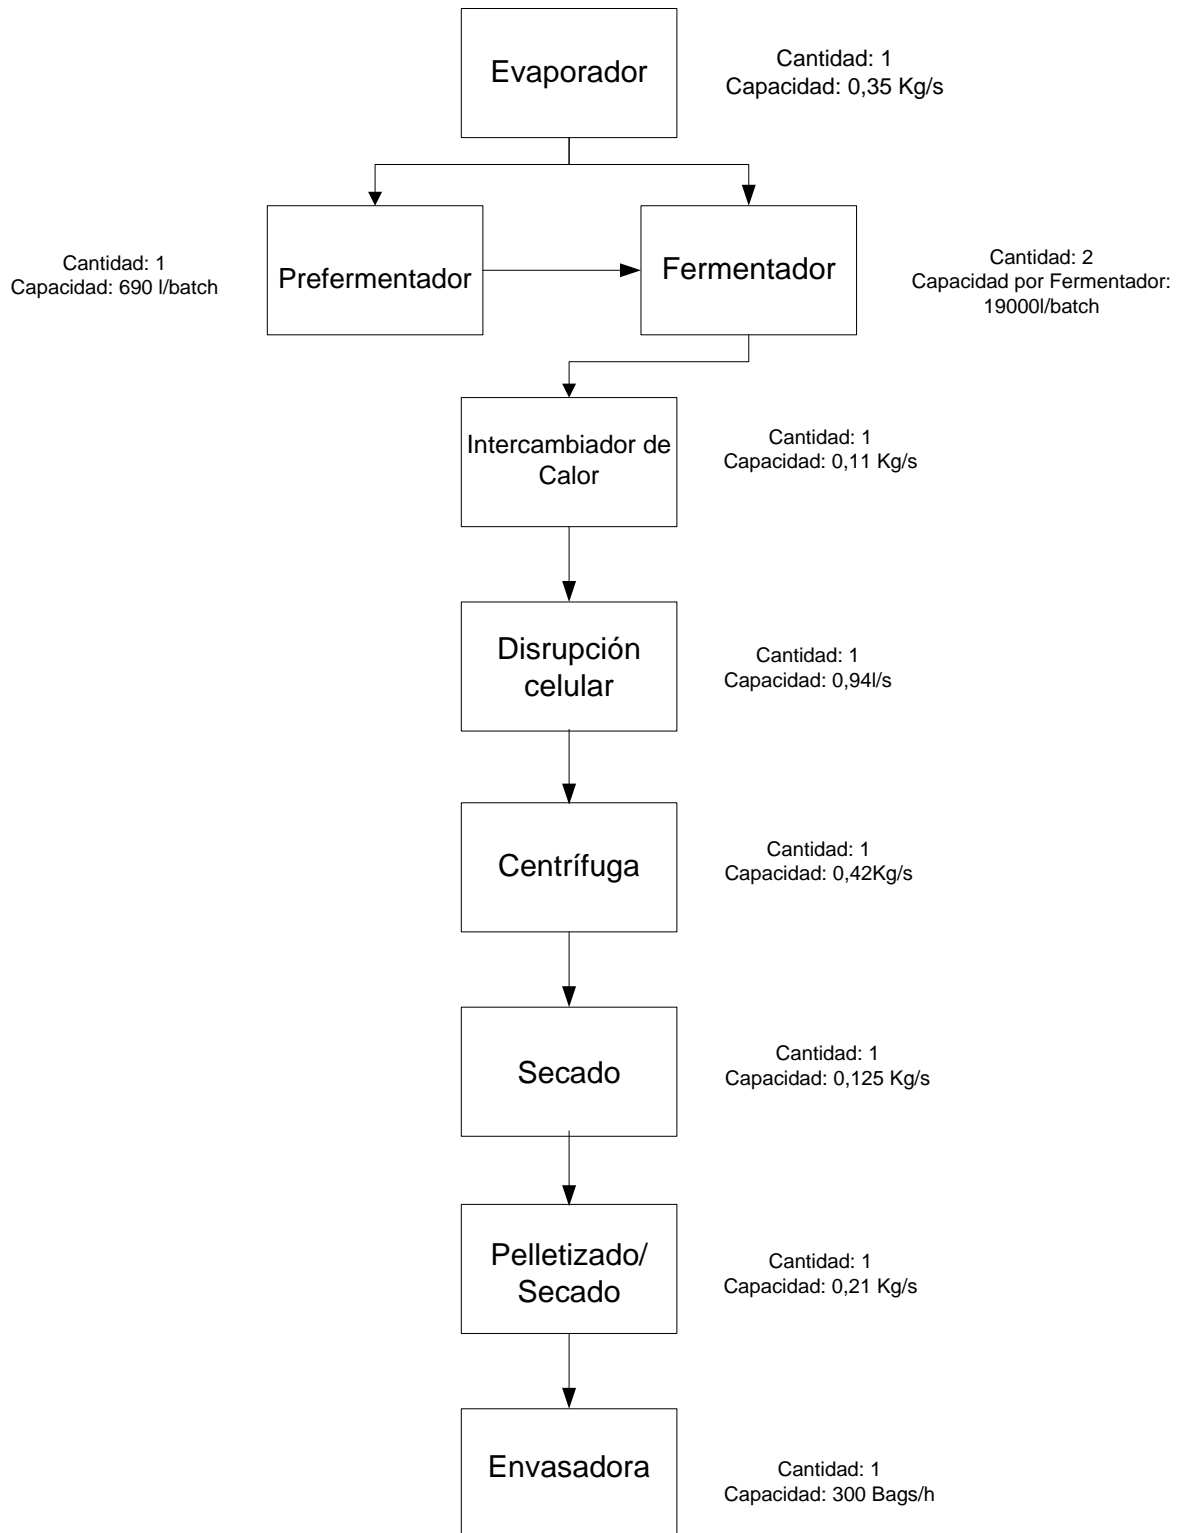 Evaporador
Cantidad: 1
Capacidad: 0,35 Kg/s
Cantidad: 1
Capacidad: 690 l/batch
Prefermentador
Fermentador
Cantidad: 2
Capacidad por Fermentador:
19000l/batch
Intercambiador de
Calor
Cantidad: 1
Capacidad: 0,11 Kg/s
Disrupción
celular
Cantidad: 1
Capacidad: 0,94l/s
Centrífuga
Cantidad: 1
Capacidad: 0,42Kg/s
Secado
Cantidad: 1
Capacidad: 0,125 Kg/s
Pelletizado/
Secado
Cantidad: 1
Capacidad: 0,21 Kg/s
Envasadora
Cantidad: 1
Capacidad: 300 Bags/h